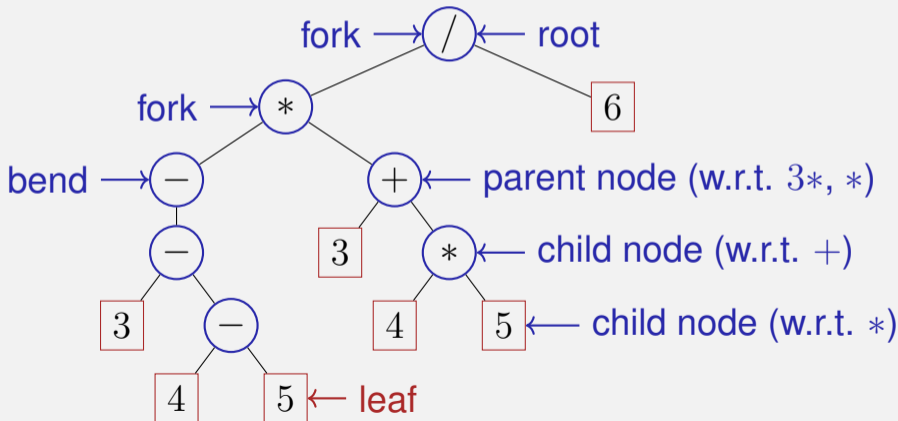 fork / root
fork * 6
bend − + parent node (w.r.t. 3*, *)
− 3 * child node (w.r.t. +)
3 − 4 5 child node (w.r.t. *)
4 5 leaf